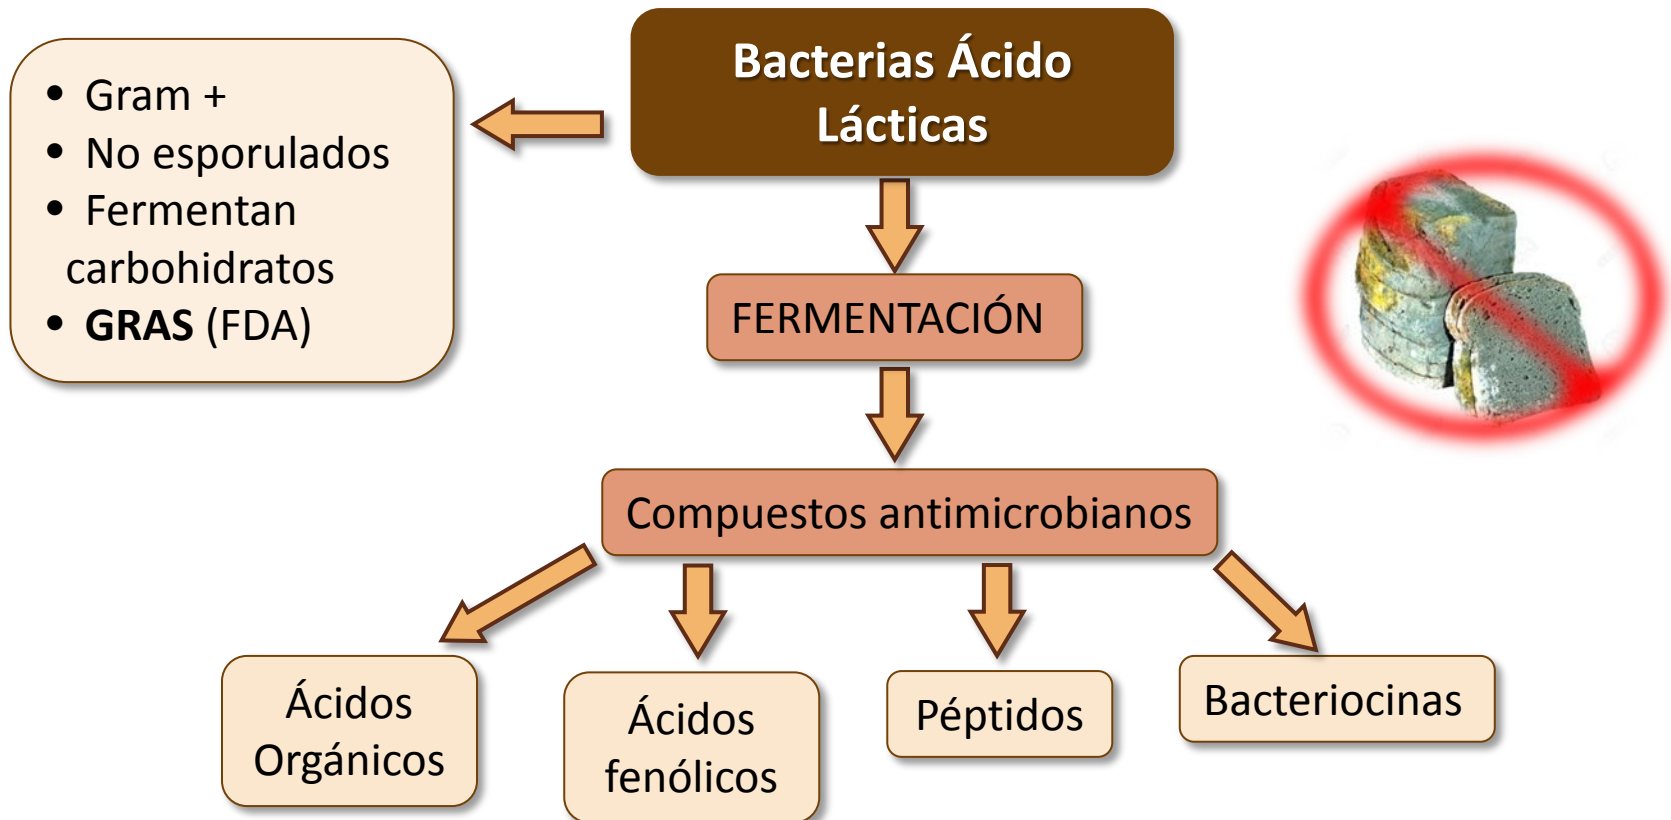 Bacterias Ácido
Lácticas
• Gram +
• No esporulados
• Fermentan
carbohidratos
• GRAS (FDA)
FERMENTACIÓN
Compuestos antimicrobianos
Ácidos
Orgánicos
Ácidos
fenólicos
Péptidos
Bacteriocinas